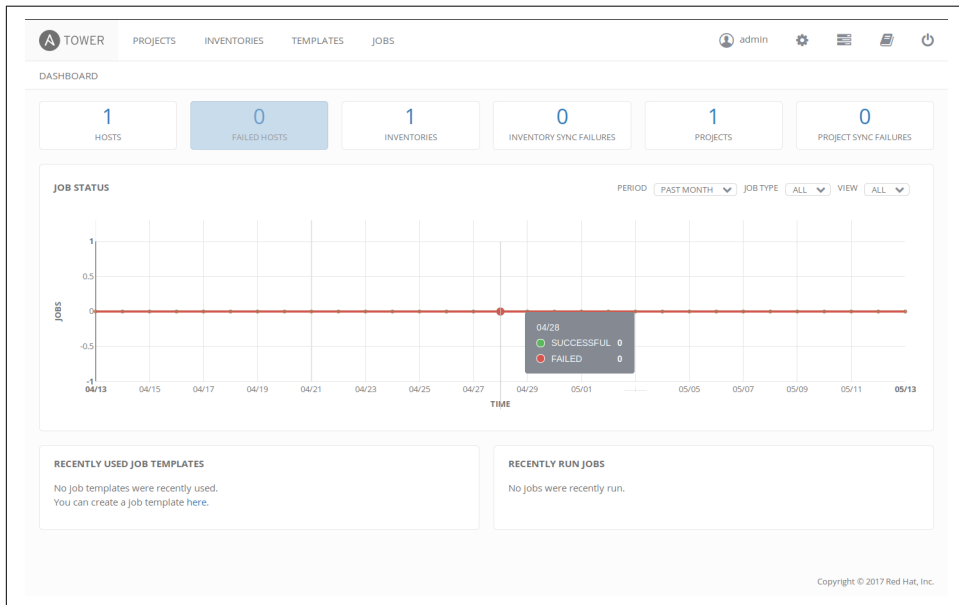 A TOWER PROJECTS INVENTORIES TEMPLATES JOBS admin
DASHBOARD
1 0 1 0 1 0
HOSTS FAILED HOSTS INVENTORIES INVENTORY SYNC FAILURES PROJECTS PROJECT SYNC FAILURES
JOB STATUS PERIOD PAST MONTH JOB TYPE ALL VIEW ALL
1
0.5
JOBS
0
04/28
SUCCESSFUL 0
-0.5
FAILED 0
-1
04/13 04/15 04/17 04/19 04/21 04/23 04/25 04/27 04/29 05/01 05/05 05/07 05/09 05/11 05/13
TIME
RECENTLY USED JOB TEMPLATES
No job templates were recently used.
You can create a job template here.
RECENTLY RUN JOBS
No jobs were recently run.
Copyright © 2017 Red Hat, Inc.